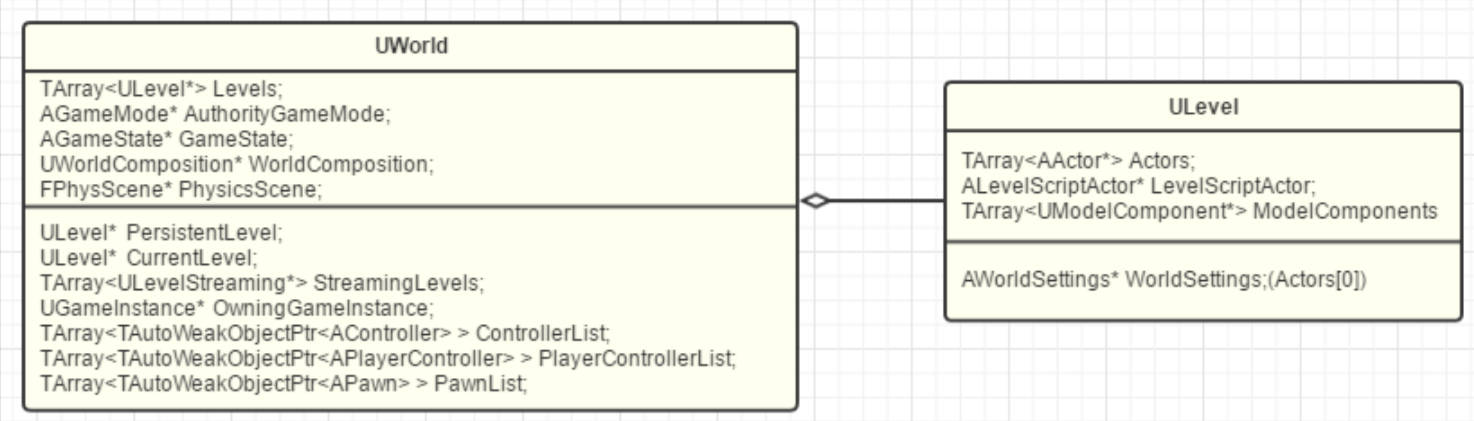 UWorld
TArray<ULevel*> Levels;
AGameMode* AuthorityGameMode;
AGameState* GameState;
UWorldComposition* WorldComposition;
FPhysScene* PhysicsScene;
ULevel* PersistentLevel;
ULevel* CurrentLevel;
TArray<ULevelStreaming*> StreamingLevels;
UGameInstance* OwningGameInstance;
TArray<TAutoWeakObjectPtr<AController> > ControllerList;
TArray<TAutoWeakObjectPtr<APlayerController> > PlayerControllerList;
TArray<TAutoWeakObjectPtr<APawn> > PawnList;
ULevel
TArray<AActor*> Actors;
ALevelScriptActor* LevelScriptActor;
TArray<UModelComponent*> ModelComponents
AWorldSettings* WorldSettings;(Actors[0])